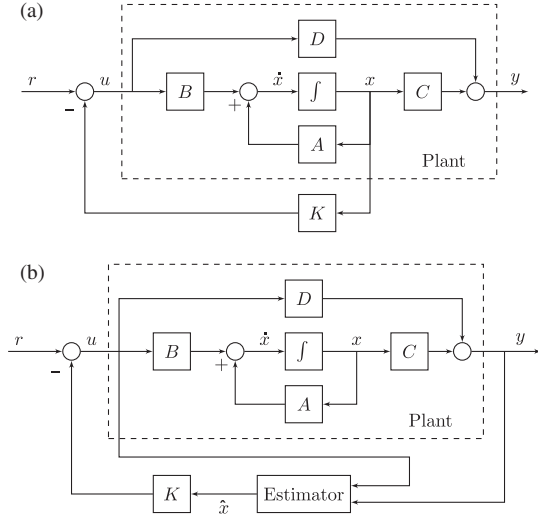 (a)
D
r
u
B
+
ẋ
∫
x
C
y
−
A
Plant
K
(b)
D
r
u
B
+
ẋ
∫
x
C
y
−
A
Plant
K
x̂
Estimator